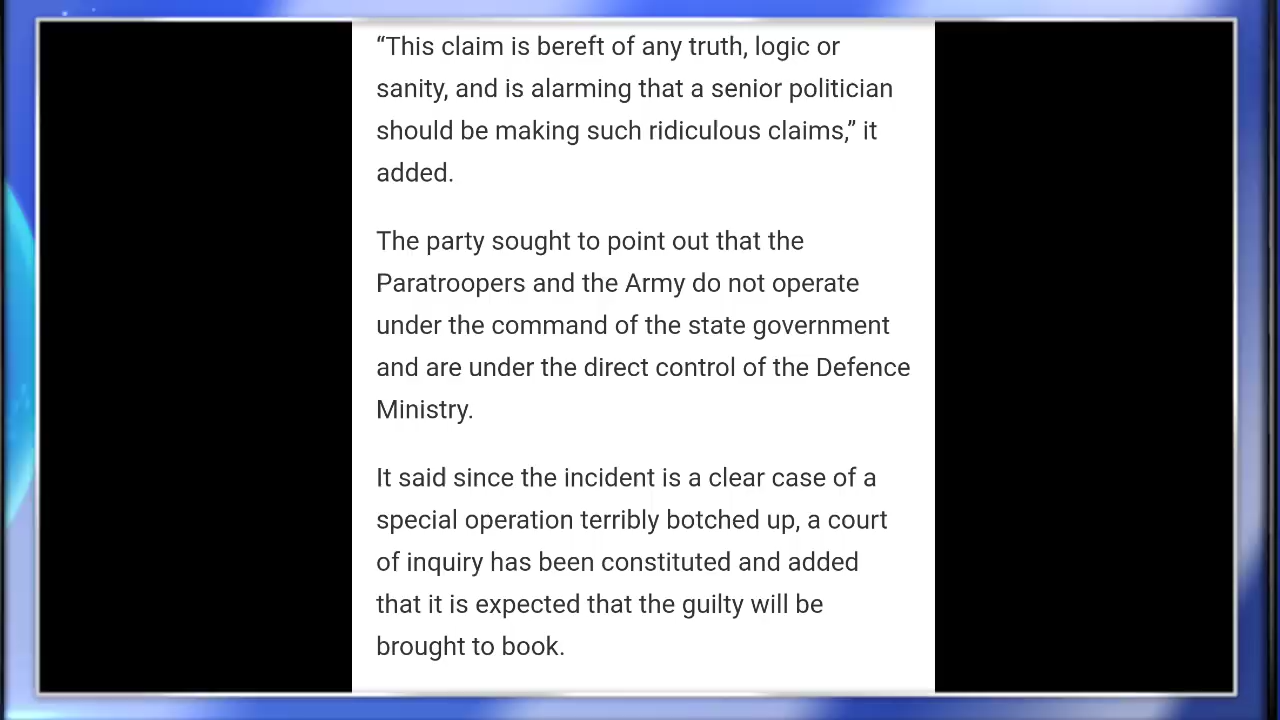 “This claim is bereft of any truth, logic or
sanity, and is alarming that a senior politician
should be making such ridiculous claims,” it
added.
The party sought to point out that the
Paratroopers and the Army do not operate
under the command of the state government
and are under the direct control of the Defence
Ministry.
It said since the incident is a clear case of a
special operation terribly botched up, a court
of inquiry has been constituted and added
that it is expected that the guilty will be
brought to book.